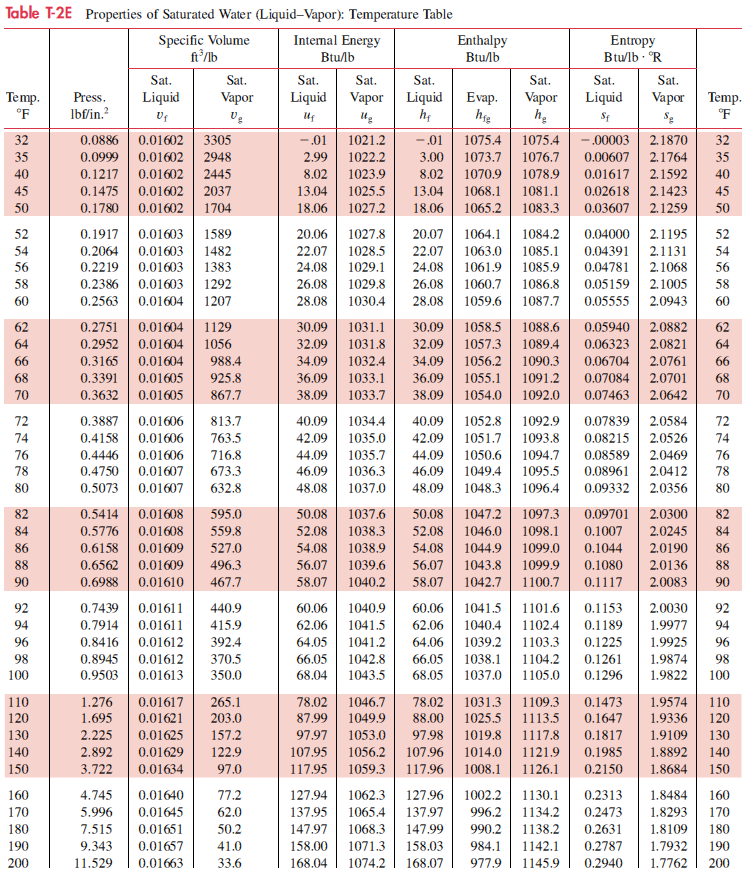 Table T-2E Properties of Saturated Water (Liquid–Vapor): Temperature Table
Specific Volume Internal Energy Enthalpy Entropy
ft³/lb Btu/lb Btu/lb Btu/lb · °R
Sat. Sat. Sat. Sat. Sat. Sat. Sat. Sat.
Temp. Press. Liquid Vapor Liquid Vapor Liquid Evap. Vapor Liquid Vapor Temp.
°F lbf/in.² vf vg uf ug hf hfg hg sf sg °F
32 0.0886 0.01602 3305 −.01 1021.2 −.01 1075.4 1075.4 −.00003 2.1870 32
35 0.0999 0.01602 2948 2.99 1022.2 3.00 1073.7 1076.7 0.00607 2.1764 35
40 0.1217 0.01602 2445 8.02 1023.9 8.02 1070.9 1078.9 0.01617 2.1592 40
45 0.1475 0.01602 2037 13.04 1025.5 13.04 1068.1 1081.1 0.02618 2.1423 45
50 0.1780 0.01602 1704 18.06 1027.2 18.06 1065.2 1083.3 0.03607 2.1259 50
52 0.1917 0.01603 1589 20.06 1027.8 20.07 1064.1 1084.2 0.04000 2.1195 52
54 0.2064 0.01603 1482 22.07 1028.5 22.07 1063.0 1085.1 0.04391 2.1131 54
56 0.2219 0.01603 1383 24.08 1029.1 24.08 1061.9 1085.9 0.04781 2.1068 56
58 0.2386 0.01603 1292 26.08 1029.8 26.08 1060.7 1086.8 0.05159 2.1005 58
60 0.2563 0.01604 1207 28.08 1030.4 28.08 1059.6 1087.7 0.05555 2.0943 60
62 0.2751 0.01604 1129 30.09 1031.1 30.09 1058.5 1088.6 0.05940 2.0882 62
64 0.2952 0.01604 1056 32.09 1031.8 32.09 1057.3 1089.4 0.06323 2.0821 64
66 0.3165 0.01604 988.4 34.09 1032.4 34.09 1056.2 1090.3 0.06704 2.0761 66
68 0.3391 0.01605 925.8 36.09 1033.1 36.09 1055.1 1091.2 0.07084 2.0701 68
70 0.3632 0.01605 867.7 38.09 1033.7 38.09 1054.0 1092.0 0.07463 2.0642 70
72 0.3887 0.01606 813.7 40.09 1034.4 40.09 1052.8 1092.9 0.07839 2.0584 72
74 0.4158 0.01606 763.5 42.09 1035.0 42.09 1051.7 1093.8 0.08215 2.0526 74
76 0.4446 0.01606 716.8 44.09 1035.7 44.09 1050.6 1094.7 0.08589 2.0469 76
78 0.4750 0.01607 673.3 46.09 1036.3 46.09 1049.4 1095.5 0.08961 2.0412 78
80 0.5073 0.01607 632.8 48.08 1037.0 48.09 1048.3 1096.4 0.09332 2.0356 80
82 0.5414 0.01608 595.0 50.08 1037.6 50.08 1047.2 1097.3 0.09701 2.0300 82
84 0.5776 0.01608 559.8 52.08 1038.3 52.08 1046.0 1098.1 0.1007 2.0245 84
86 0.6158 0.01609 527.0 54.08 1038.9 54.08 1044.9 1099.0 0.1044 2.0190 86
88 0.6562 0.01609 496.3 56.07 1039.6 56.07 1043.8 1099.9 0.1080 2.0136 88
90 0.6988 0.01610 467.7 58.07 1040.2 58.07 1042.7 1100.7 0.1117 2.0083 90
92 0.7439 0.01611 440.9 60.06 1040.9 60.06 1041.5 1101.6 0.1153 2.0030 92
94 0.7914 0.01611 415.9 62.06 1041.5 62.06 1040.4 1102.4 0.1189 1.9977 94
96 0.8416 0.01612 392.4 64.05 1041.2 64.06 1039.2 1103.3 0.1225 1.9925 96
98 0.8945 0.01612 370.5 66.05 1042.8 66.05 1038.1 1104.2 0.1261 1.9874 98
100 0.9503 0.01613 350.0 68.04 1043.5 68.05 1037.0 1105.0 0.1296 1.9822 100
110 1.276 0.01617 265.1 78.02 1046.7 78.02 1031.3 1109.3 0.1473 1.9574 110
120 1.695 0.01621 203.0 87.99 1049.9 88.00 1025.5 1113.5 0.1647 1.9336 120
130 2.225 0.01625 157.2 97.97 1053.0 97.98 1019.8 1117.8 0.1817 1.9109 130
140 2.892 0.01629 122.9 107.95 1056.2 107.96 1014.0 1121.9 0.1985 1.8892 140
150 3.722 0.01634 97.0 117.95 1059.3 117.96 1008.1 1126.1 0.2150 1.8684 150
160 4.745 0.01640 77.2 127.94 1062.3 127.96 1002.2 1130.1 0.2313 1.8484 160
170 5.996 0.01645 62.0 137.95 1065.4 137.97 996.2 1134.2 0.2473 1.8293 170
180 7.515 0.01651 50.2 147.97 1068.3 147.99 990.2 1138.2 0.2631 1.8109 180
190 9.343 0.01657 41.0 158.00 1071.3 158.03 984.1 1142.1 0.2787 1.7932 190
200 11.529 0.01663 33.6 168.04 1074.2 168.07 977.9 1145.9 0.2940 1.7762 200